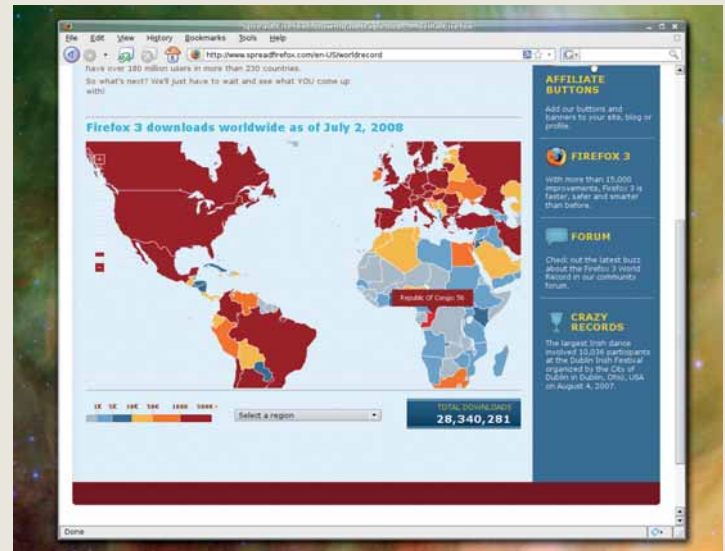 File Edit View History Bookmarks Tools Help
http://www.spreadfirefox.com/en-US/worldrecord
have over 180 million users in more than 230 countries.
So what's next? We'll just have to wait and see what YOU come up
with!
Firefox 3 downloads worldwide as of July 2, 2008
Republic Of Congo: 56
1K 5K 10K 50K 100K 500K +
Select a region
TOTAL DOWNLOADS
28,340,281
AFFILIATE
BUTTONS
Add our buttons and
banners to your site, blog or
profile.
FIREFOX 3
With more than 15,000
improvements, Firefox 3 is
faster, safer and smarter
than before.
FORUM
Check out the latest buzz
about the Firefox 3 World
Record in our community
forum.
CRAZY
RECORDS
The largest Irish dance
involved 10,036 participants
at the Dublin Irish Festival
organized by the City of
Dublin in Dublin, Ohio, USA
on August 4, 2007.
Done